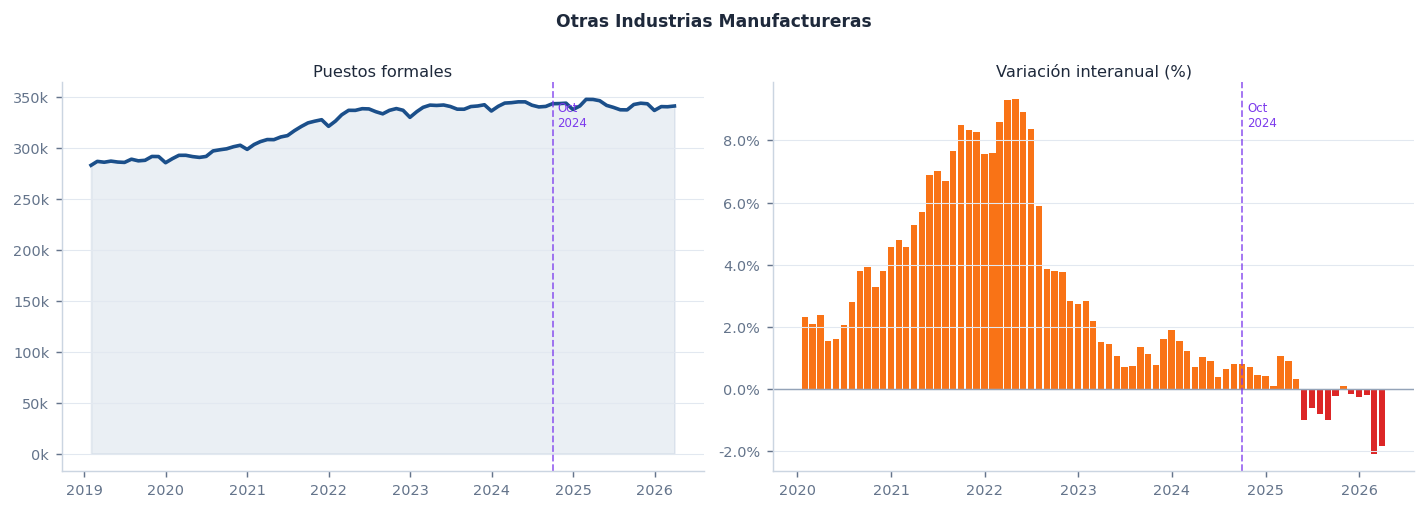 Otras Industrias Manufactureras
Puestos formales
350k
300k
250k
200k
150k
100k
50k
0k
Oct
2024
2019
2020
2021
2022
2023
2024
2025
2026
Variación interanual (%)
8.0%
6.0%
4.0%
2.0%
0.0%
-2.0%
Oct
2024
2020
2021
2022
2023
2024
2025
2026